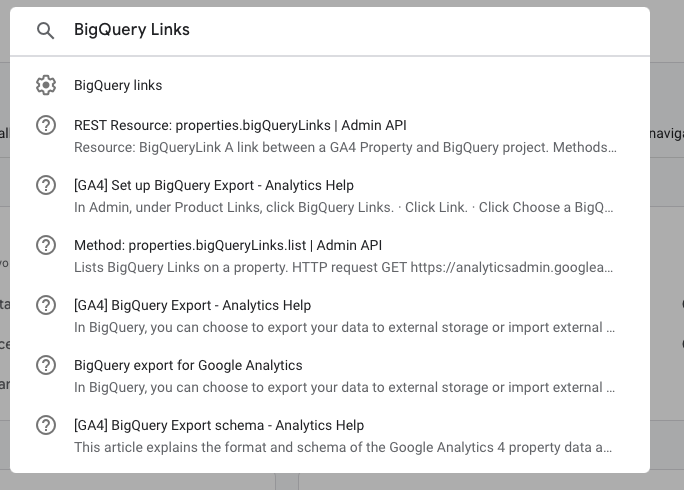 BigQuery Links
BigQuery links
REST Resource: properties.bigQueryLinks | Admin API
Resource: BigQueryLink A link between a GA4 Property and BigQuery project. Methods...
[GA4] Set up BigQuery Export - Analytics Help
In Admin, under Product Links, click BigQuery Links. · Click Link. · Click Choose a BigQ...
Method: properties.bigQueryLinks.list | Admin API
Lists BigQuery Links on a property. HTTP request GET https://analyticsadmin.googlea...
[GA4] BigQuery Export - Analytics Help
In BigQuery, you can choose to export your data to external storage or import external ...
BigQuery export for Google Analytics
In BigQuery, you can choose to export your data to external storage or import external ...
[GA4] BigQuery Export schema - Analytics Help
This article explains the format and schema of the Google Analytics 4 property data a...